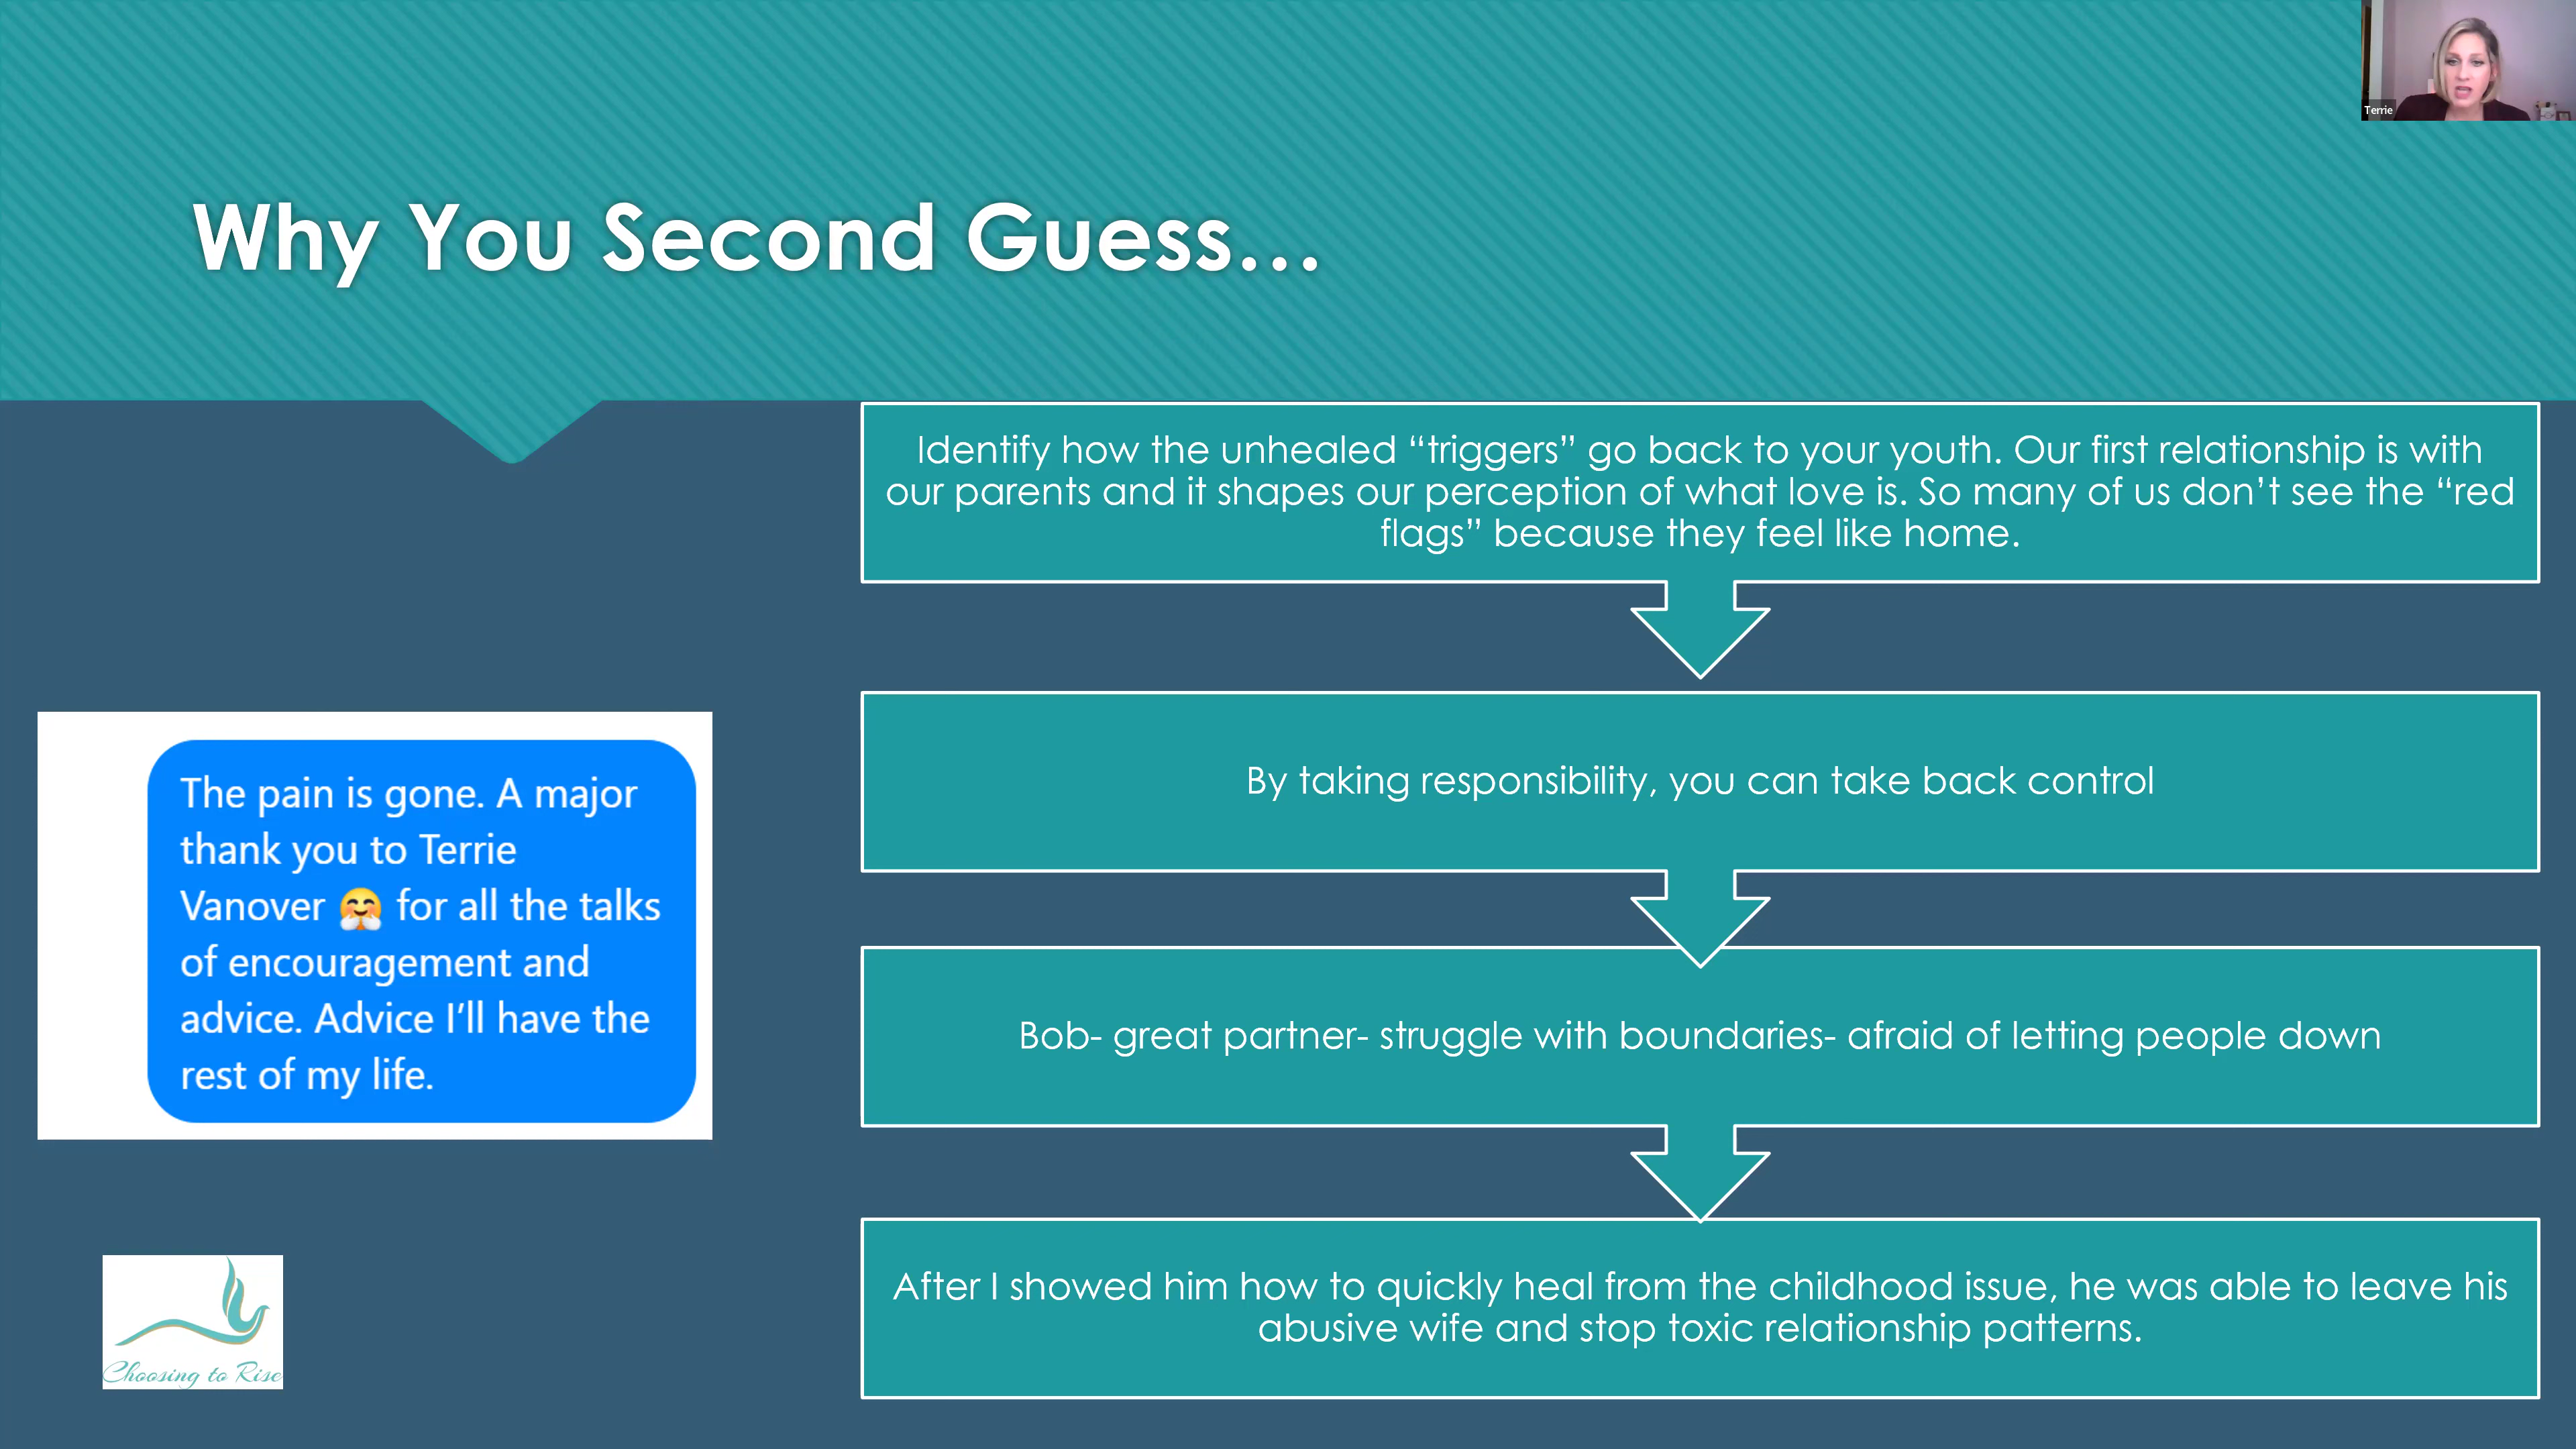 Terrie
Why You Second Guess...
Identify how the unhealed “triggers” go back to your youth. Our first relationship is with
our parents and it shapes our perception of what love is. So many of us don’t see the “red
flags” because they feel like home.
By taking responsibility, you can take back control
The pain is gone. A major
thank you to Terrie
Vanover 🤗 for all the talks
of encouragement and
advice. Advice I’ll have the
rest of my life.
Bob- great partner- struggle with boundaries- afraid of letting people down
After I showed him how to quickly heal from the childhood issue, he was able to leave his
abusive wife and stop toxic relationship patterns.
Choosing to Rise